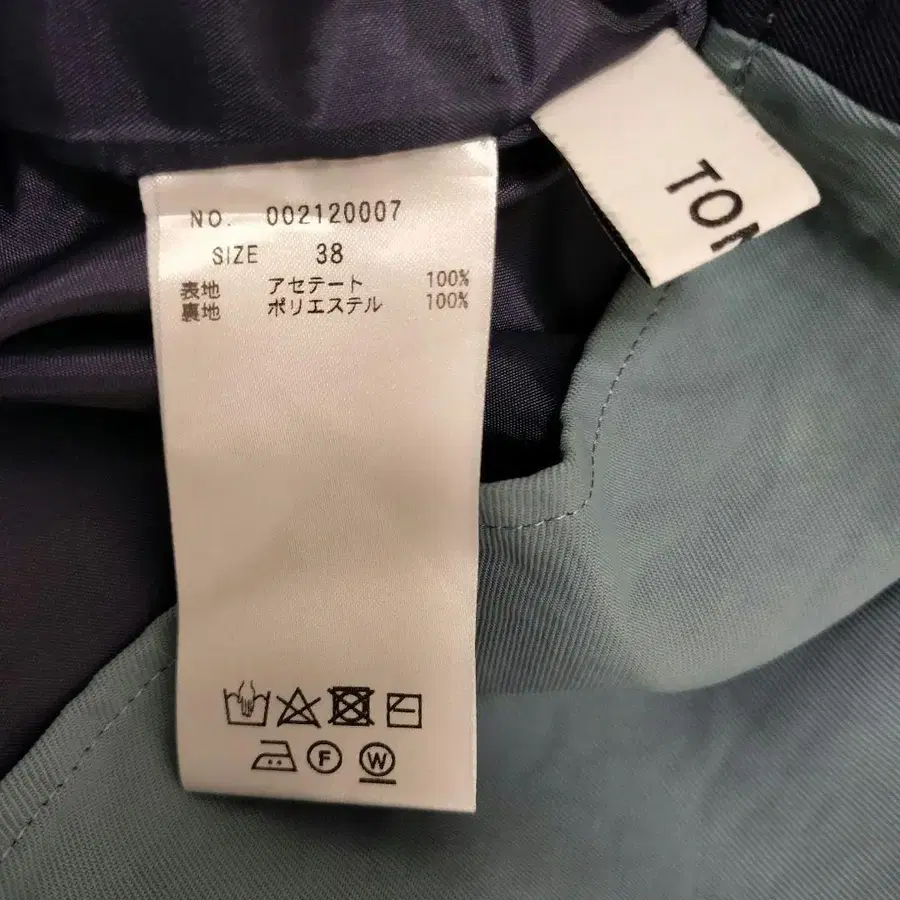 NO. 002120007
SIZE 38
表地 アセテート 100%
裏地 ポリエステル 100%
F
W
TON